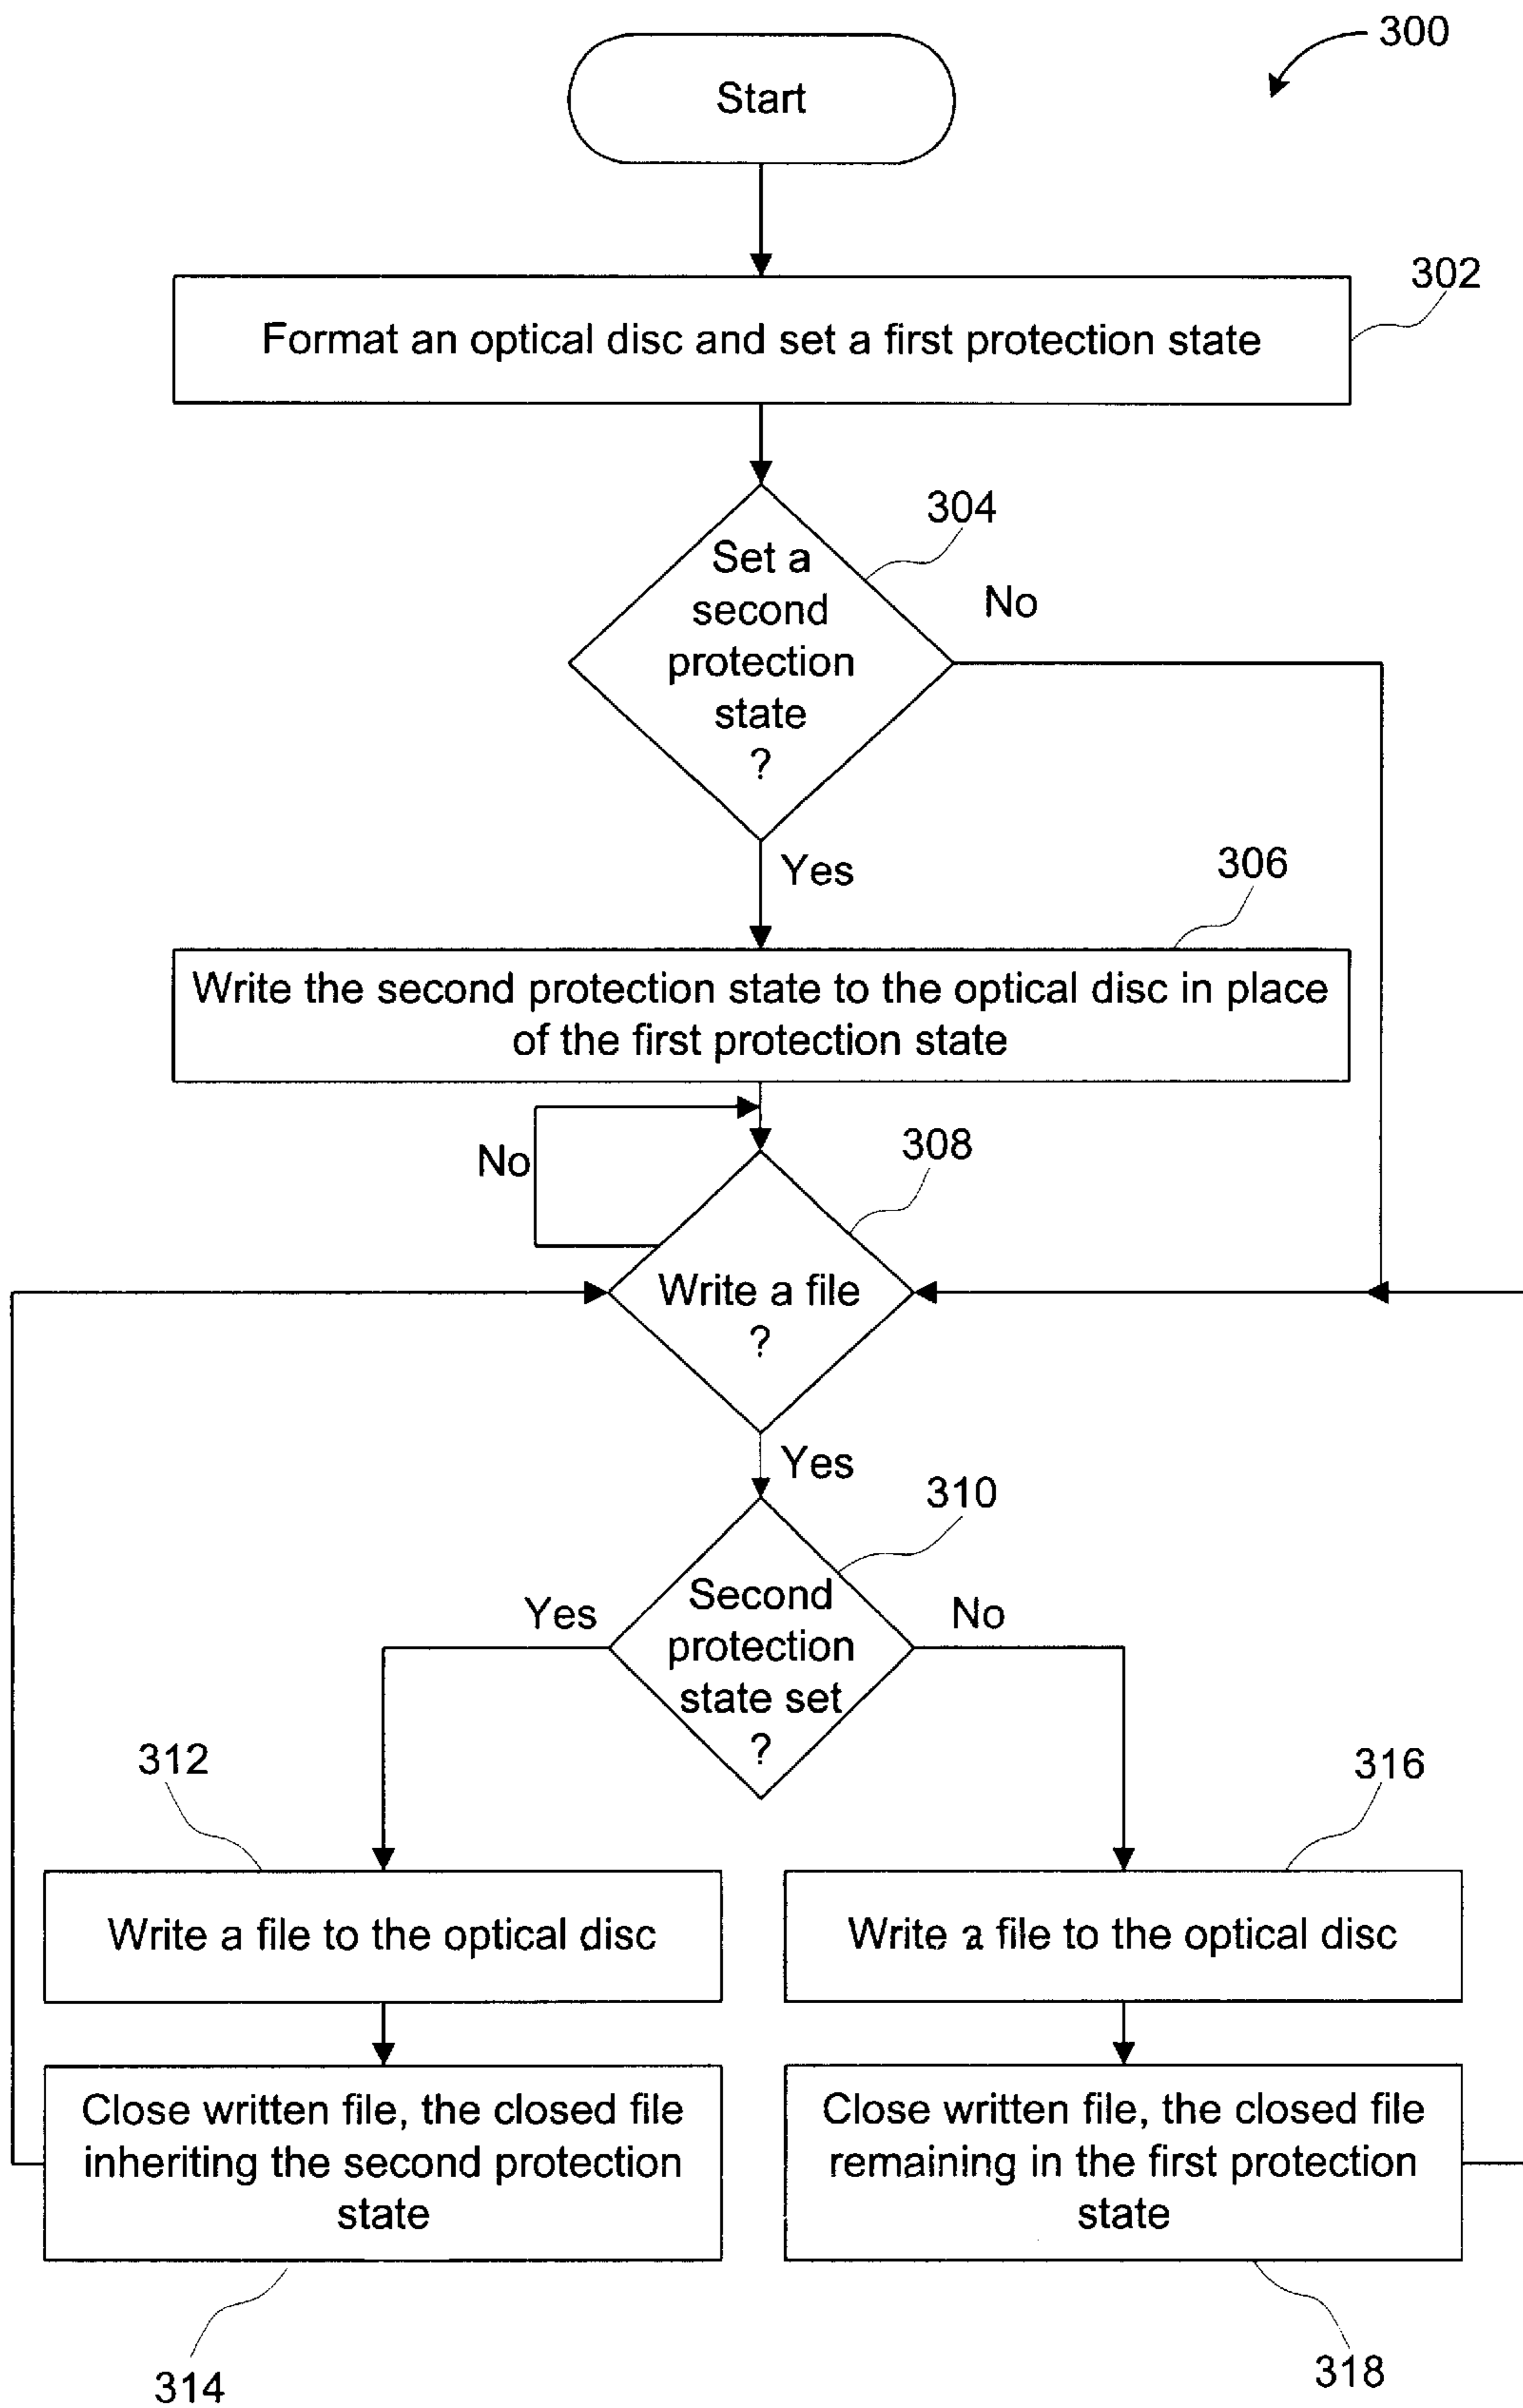 300
Start
302
Format an optical disc and set a first protection state
304
Set a
second
protection
state
?
No
Yes
306
Write the second protection state to the optical disc in place
of the first protection state
No
308
Write a file
?
Yes
310
Yes
Second
protection
state set
?
No
312
316
Write a file to the optical disc
Write a file to the optical disc
Close written file, the closed file
inheriting the second protection
state
Close written file, the closed file
remaining in the first protection
state
314
318